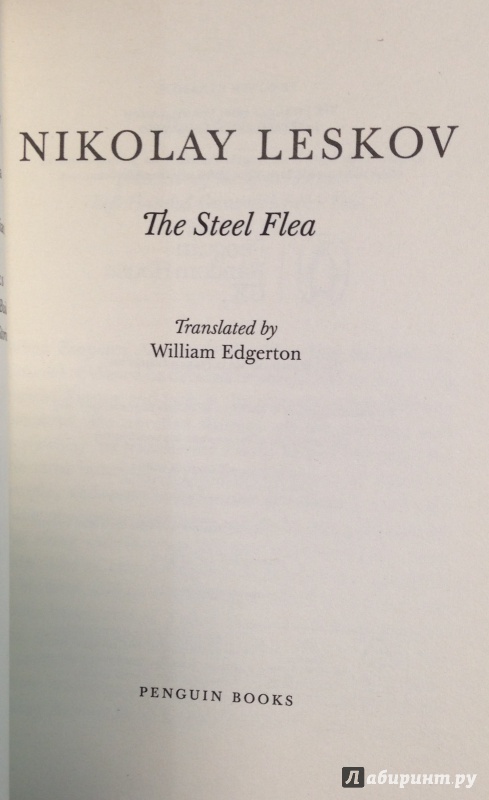 NIKOLAY LESKOV
The Steel Flea
Translated by
William Edgerton
PENGUIN BOOKS
Лабиринт.ру